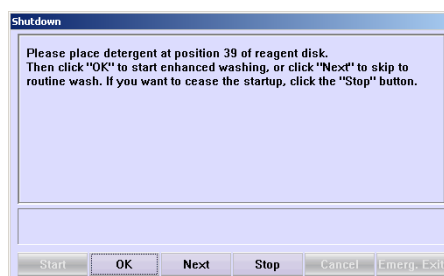 Shutdown
Please place detergent at position 39 of reagent disk.
Then click "OK" to start enhanced washing, or click "Next" to skip to
routine wash. If you want to cease the startup, click the "Stop" button.
Start OK Next Stop Cancel Emerg. Exit